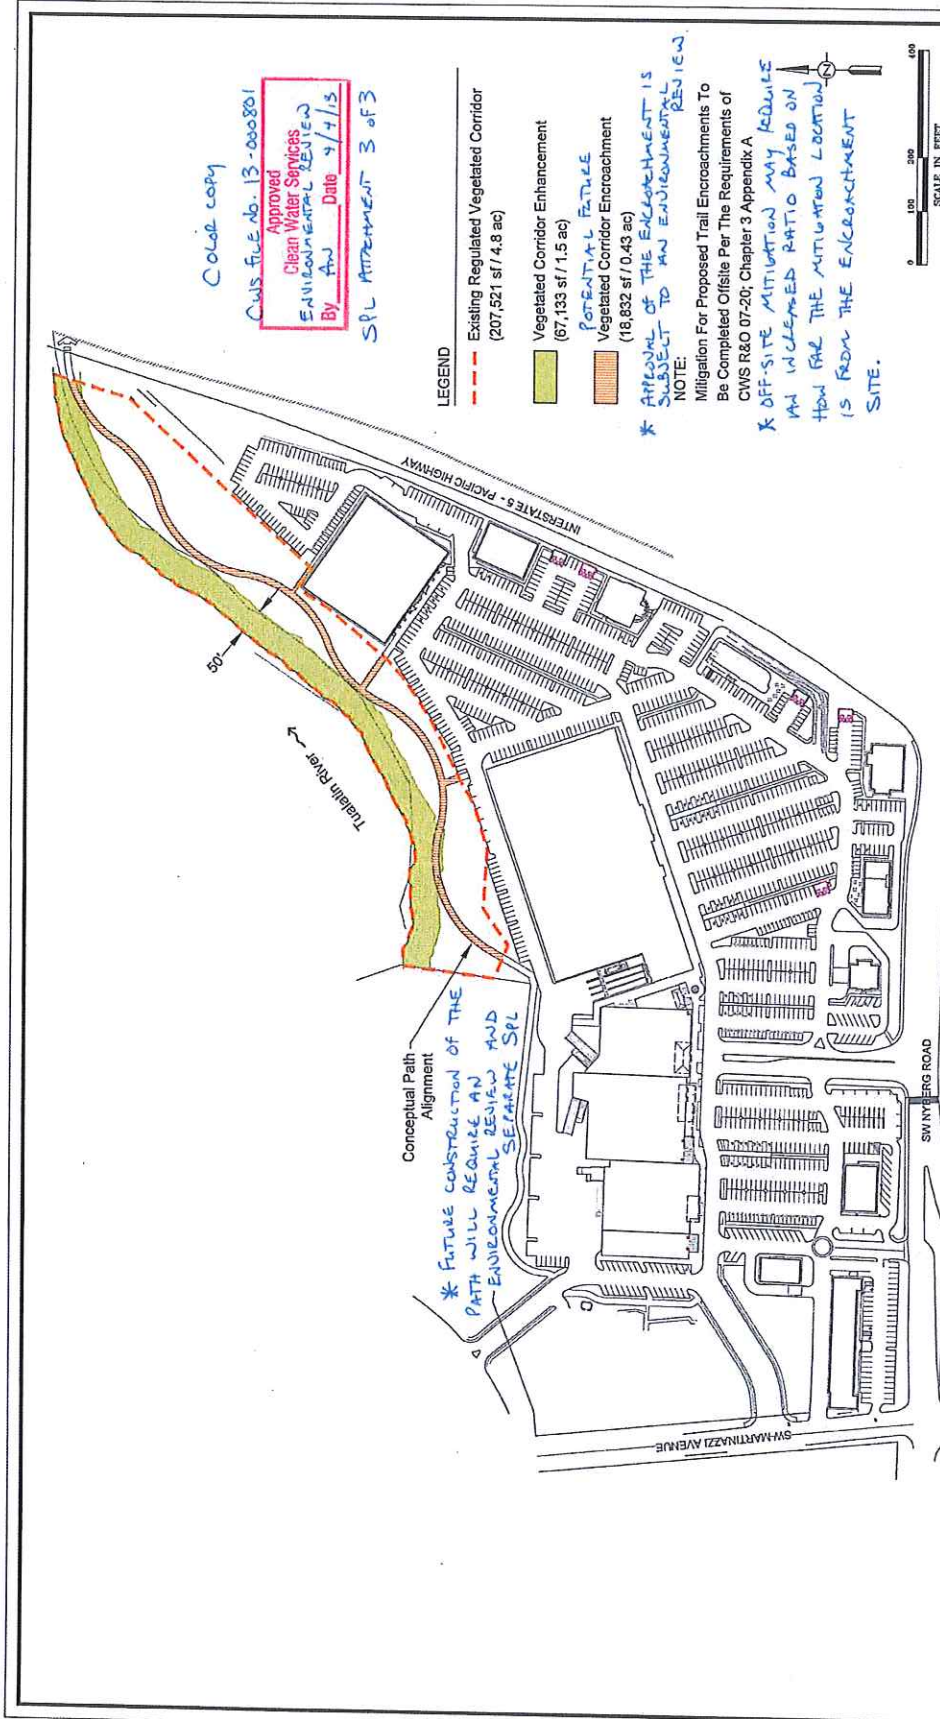 COLOR COPY
CWS FILE No. 13-000801
Approved
Clean Water Services
ENVIRONMENTAL REVIEW
By AW Date 4/4/13
SPL ATTACHMENT 3 OF 3
LEGEND
Existing Regulated Vegetated Corridor
(207,521 sf / 4.8 ac)
Vegetated Corridor Enhancement
(67,133 sf / 1.5 ac)
POTENTIAL FUTURE
Vegetated Corridor Encroachment
(18,832 sf / 0.43 ac)
* APPROVAL OF THE ENCROACHMENT IS
SUBJECT TO AN ENVIRONMENTAL
REVIEW
NOTE:
Mitigation For Proposed Trail Encroachments To
Be Completed Offsite Per The Requirements of
CWS R&O 07-20; Chapter 3 Appendix A
* OFF-SITE MITIGATION MAY REQUIRE
AN INCREASED RATIO BASED ON
HOW FAR THE MITIGATION LOCATION
IS FROM THE ENCROACHMENT
SITE.
N
0 100 200 400
SCALE IN FEET
50'
Tualatin River
INTERSTATE 5 - PACIFIC HIGHWAY
Conceptual Path
Alignment
* FUTURE CONSTRUCTION OF THE
PATH WILL REQUIRE AN
ENVIRONMENTAL REVIEW AND
SEPARATE SPL
SW MARTINAZZI AVENUE
SW NYBERG ROAD